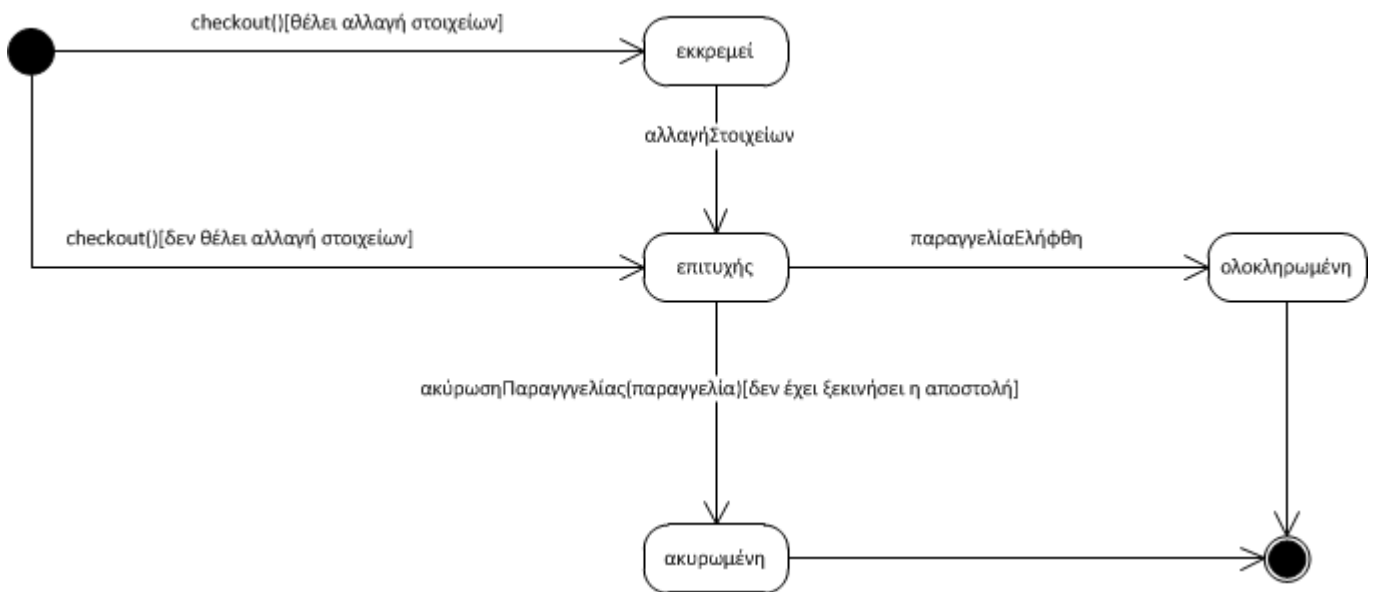 checkout()[θέλει αλλαγή στοιχείων]
εκκρεμεί
αλλαγήΣτοιχείων
checkout()[δεν θέλει αλλαγή στοιχείων]
επιτυχής
παραγγελίαΕλήφθη
ολοκληρωμένη
ακύρωσηΠαραγγγελίας(παραγγελία)[δεν έχει ξεκινήσει η αποστολή]
ακυρωμένη